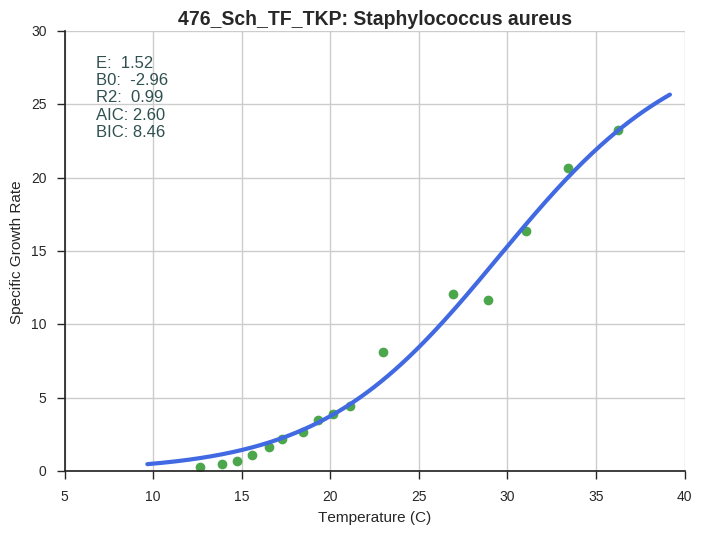 476_Sch_TF_TKP: Staphylococcus aureus
E: 1.52
B0: -2.96
R2: 0.99
AIC: 2.60
BIC: 8.46
Specific Growth Rate
30
25
20
15
10
5
0
5 10 15 20 25 30 35 40
Temperature (C)